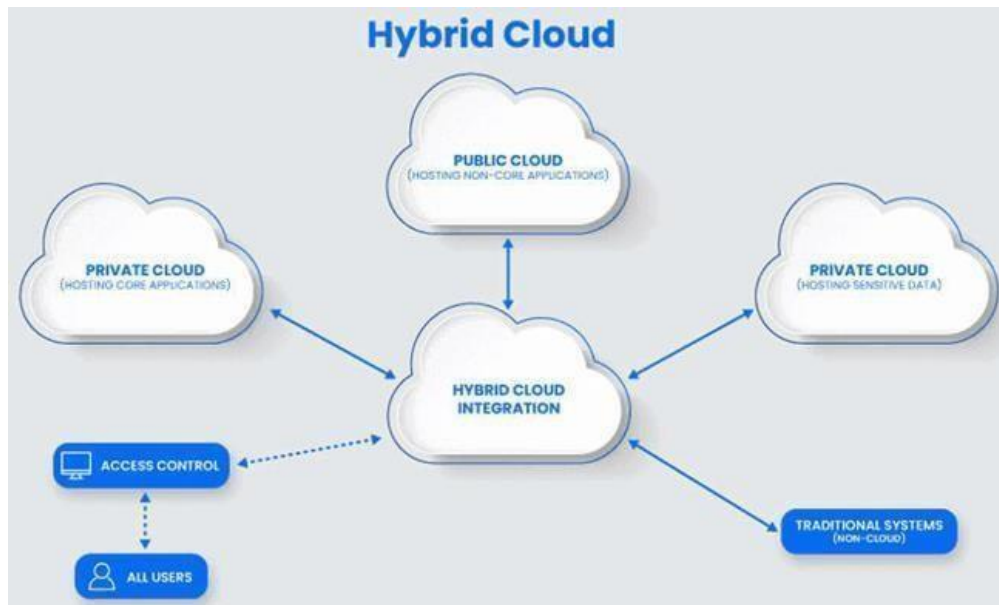 Hybrid Cloud
PUBLIC CLOUD
(HOSTING NON-CORE APPLICATIONS)
PRIVATE CLOUD
(HOSTING CORE APPLICATIONS)
PRIVATE CLOUD
(HOSTING SENSITIVE DATA)
HYBRID CLOUD
INTEGRATION
ACCESS CONTROL
ALL USERS
TRADITIONAL SYSTEMS
(NON-CLOUD)